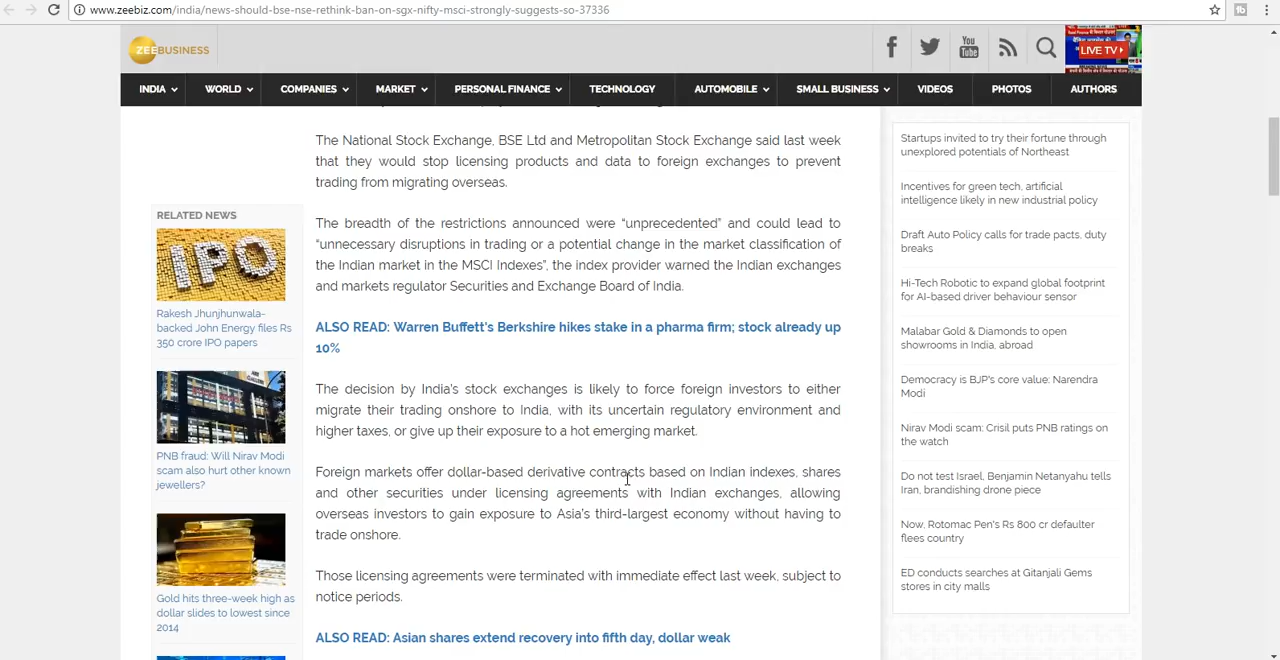 www.zeebiz.com/india/news-should-bse-nse-rethink-ban-on-sgx-nifty-msci-strongly-suggests-so-37336
ZEEBUSINESS
You
Tube
LIVE TV
INDIA
WORLD
COMPANIES
MARKET
PERSONAL FINANCE
TECHNOLOGY
AUTOMOBILE
SMALL BUSINESS
VIDEOS
PHOTOS
AUTHORS
The National Stock Exchange, BSE Ltd and Metropolitan Stock Exchange said last week
that they would stop licensing products and data to foreign exchanges to prevent
trading from migrating overseas.
The breadth of the restrictions announced were “unprecedented” and could lead to
“unnecessary disruptions in trading or a potential change in the market classification of
the Indian market in the MSCI Indexes”, the index provider warned the Indian exchanges
and markets regulator Securities and Exchange Board of India.
ALSO READ: Warren Buffett's Berkshire hikes stake in a pharma firm; stock already up
10%
The decision by India’s stock exchanges is likely to force foreign investors to either
migrate their trading onshore to India, with its uncertain regulatory environment and
higher taxes, or give up their exposure to a hot emerging market.
Foreign markets offer dollar-based derivative contracts based on Indian indexes, shares
and other securities under licensing agreements with Indian exchanges, allowing
overseas investors to gain exposure to Asia’s third-largest economy without having to
trade onshore.
Those licensing agreements were terminated with immediate effect last week, subject to
notice periods.
ALSO READ: Asian shares extend recovery into fifth day, dollar weak
RELATED NEWS
IPO
Rakesh Jhunjhunwala-
backed John Energy files Rs
350 crore IPO papers
PNB fraud: Will Nirav Modi
scam also hurt other known
jewellers?
Gold hits three-week high as
dollar slides to lowest since
2014
Startups invited to try their fortune through
unexplored potentials of Northeast
Incentives for green tech, artificial
intelligence likely in new industrial policy
Draft Auto Policy calls for trade pacts, duty
breaks
Hi-Tech Robotic to expand global footprint
for AI-based driver behaviour sensor
Malabar Gold & Diamonds to open
showrooms in India, abroad
Democracy is BJP's core value: Narendra
Modi
Nirav Modi scam: Crisil puts PNB ratings on
the watch
Do not test Israel, Benjamin Netanyahu tells
Iran, brandishing drone piece
Now, Rotomac Pen's Rs 800 cr defaulter
flees country
ED conducts searches at Gitanjali Gems
stores in city malls